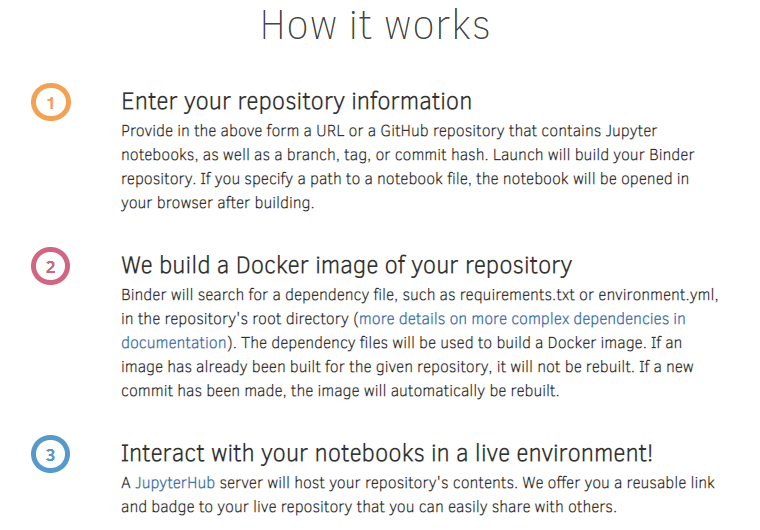 How it works
1
Enter your repository information
Provide in the above form a URL or a GitHub repository that contains Jupyter
notebooks, as well as a branch, tag, or commit hash. Launch will build your Binder
repository. If you specify a path to a notebook file, the notebook will be opened in
your browser after building.
2
We build a Docker image of your repository
Binder will search for a dependency file, such as requirements.txt or environment.yml,
in the repository's root directory (more details on more complex dependencies in
documentation). The dependency files will be used to build a Docker image. If an
image has already been built for the given repository, it will not be rebuilt. If a new
commit has been made, the image will automatically be rebuilt.
3
Interact with your notebooks in a live environment!
A JupyterHub server will host your repository's contents. We offer you a reusable link
and badge to your live repository that you can easily share with others.